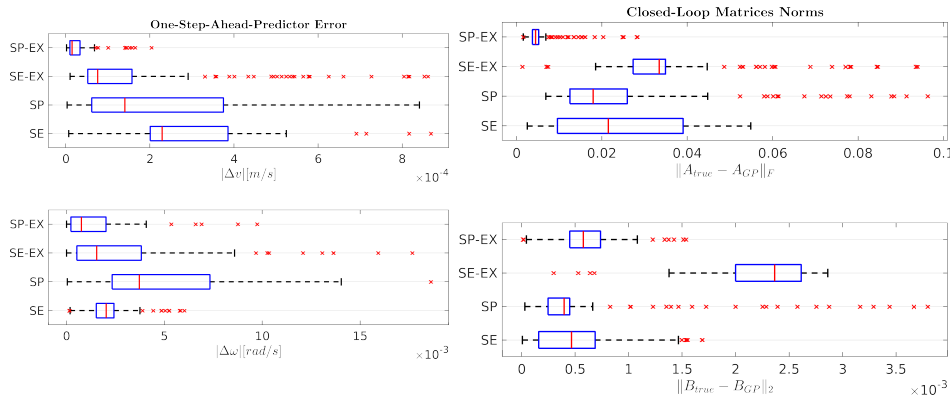 One-Step-Ahead-Predictor Error
SP-EX
SE-EX
SP
SE
0
2
4
6
8
|Δv|[m/s]
×10⁻⁴
SP-EX
SE-EX
SP
SE
0
5
10
15
|Δω|[rad/s]
×10⁻³
Closed-Loop Matrices Norms
SP-EX
SE-EX
SP
SE
0
0.02
0.04
0.06
0.08
0.1
‖A_true − A_GP‖_F
SP-EX
SE-EX
SP
SE
0
0.5
1
1.5
2
2.5
3
3.5
‖B_true − B_GP‖_2
×10⁻³